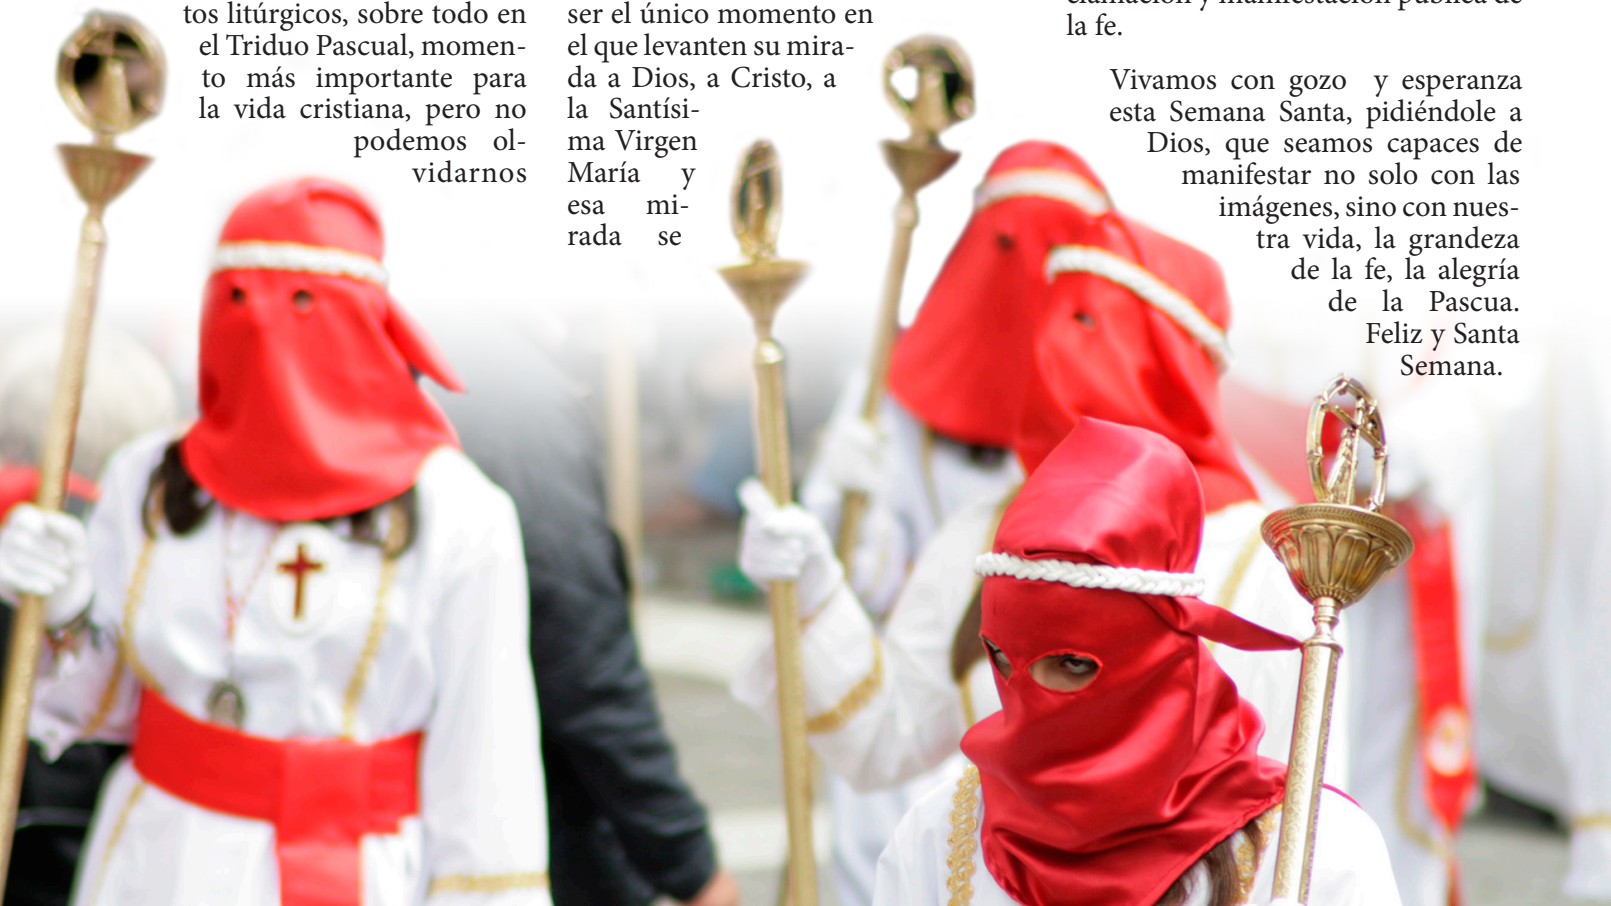 tos litúrgicos, sobre todo en
el Triduo Pascual, momen-
to más importante para
la vida cristiana, pero no
podemos ol-
vidarnos
ser el único momento en
el que levanten su mira-
da a Dios, a Cristo, a
la Santísi-
ma Virgen
María y
esa mi-
rada se
clamación y manifestación pública de
la fe.
Vivamos con gozo y esperanza
esta Semana Santa, pidiéndole a
Dios, que seamos capaces de
manifestar no solo con las
imágenes, sino con nues-
tra vida, la grandeza
de la fe, la alegría
de la Pascua.
Feliz y Santa
Semana.